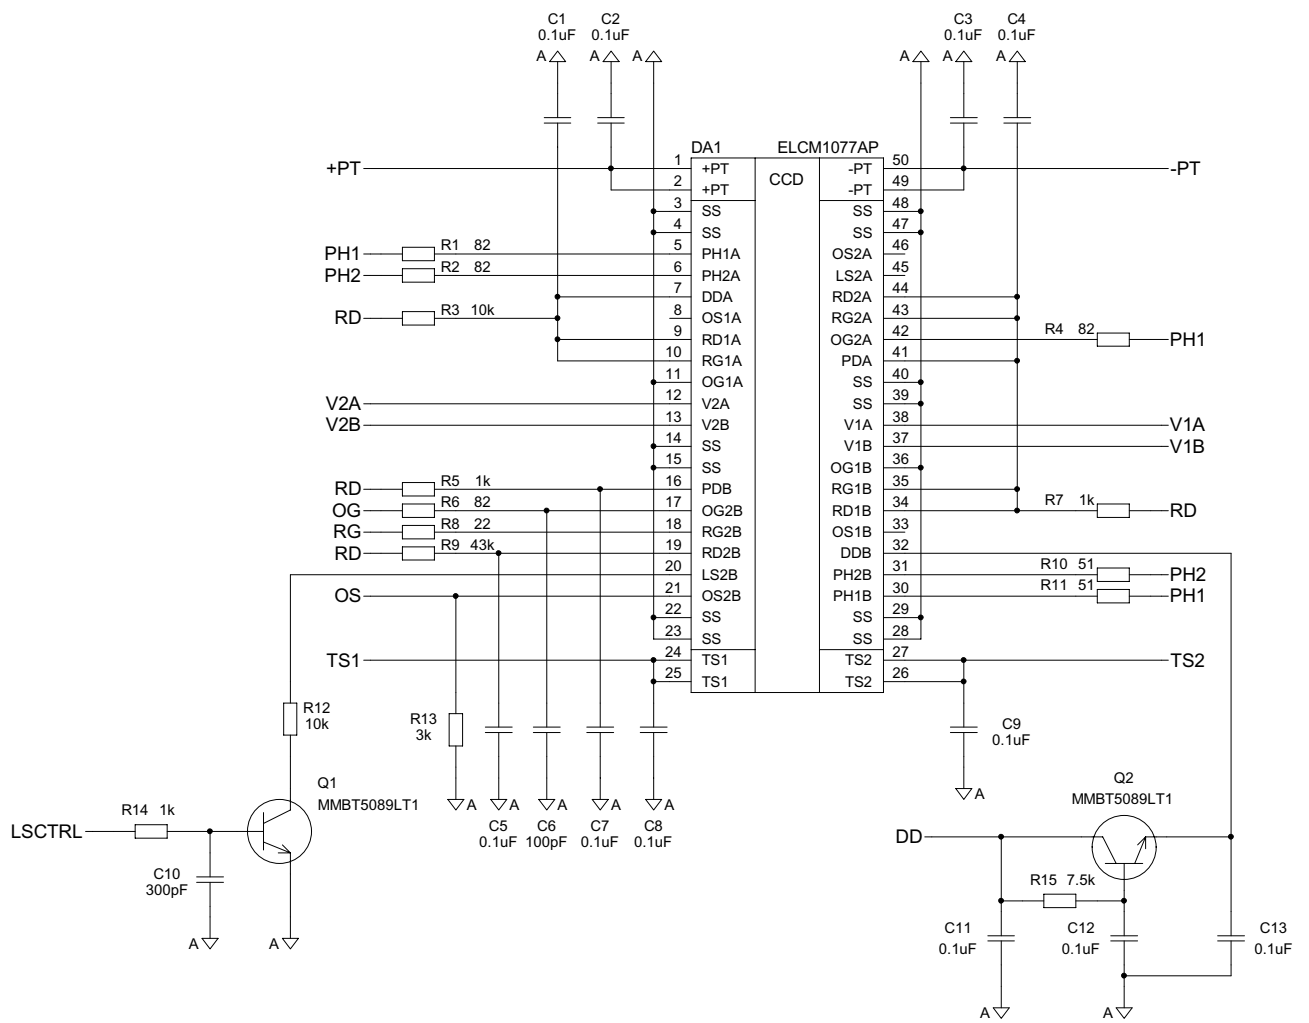 C1 C2 C3 C4
0.1uF 0.1uF 0.1uF 0.1uF
A A A A A A
DA1 ELCM1077AP
CCD
+PT 1 +PT -PT 50 -PT
2 +PT -PT 49
3 SS SS 48
4 SS SS 47
PH1 R1 82 5 PH1A OS2A 46
PH2 R2 82 6 PH2A LS2A 45
7 DDA RD2A 44
RD R3 10k 8 OS1A RG2A 43
9 RD1A OG2A 42 R4 82 PH1
10 RG1A PDA 41
11 OG1A SS 40
V2A 12 V2A SS 39
V2B 13 V2B V1A 38 V1A
14 SS V1B 37 V1B
15 SS OG1B 36
RD R5 1k 16 PDB RG1B 35
OG R6 82 17 OG2B RD1B 34 R7 1k RD
RG R8 22 18 RG2B OS1B 33
RD R9 43k 19 RD2B DDB 32
20 LS2B PH2B 31 R10 51 PH2
OS 21 OS2B PH1B 30 R11 51 PH1
22 SS SS 29
23 SS SS 28
TS1 24 TS1 TS2 27 TS2
25 TS1 TS2 26
R12
10k
R13
3k
C9
0.1uF
A
A A A A A
C5 C6 C7 C8
0.1uF 100pF 0.1uF 0.1uF
Q1
MMBT5089LT1
LSCTRL R14 1k
C10
300pF
A A
Q2
MMBT5089LT1
DD
R15 7.5k
C11 C12 C13
0.1uF 0.1uF 0.1uF
A A